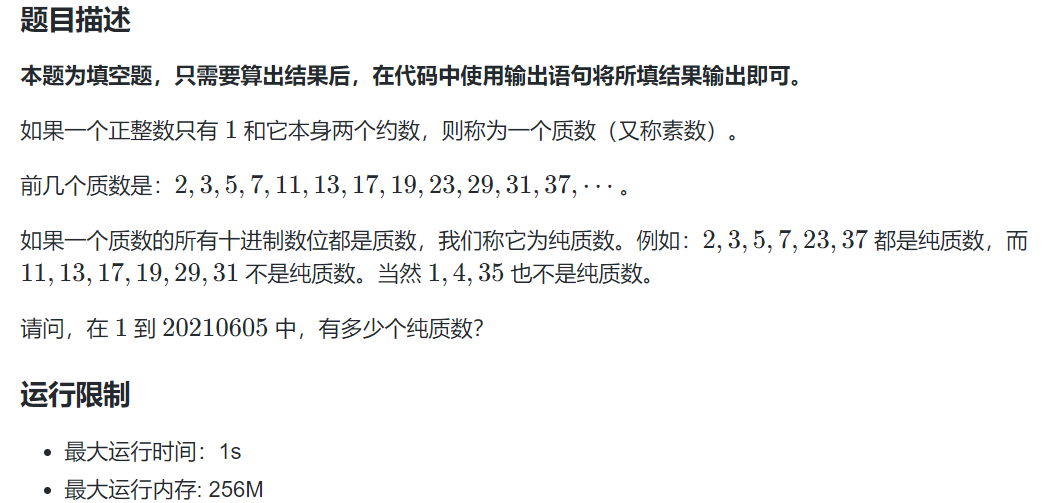 题目描述
本题为填空题，只需要算出结果后，在代码中使用输出语句将所填结果输出即可。
如果一个正整数只有 1 和它本身两个约数，则称为一个质数（又称素数）。
前几个质数是：2, 3, 5, 7, 11, 13, 17, 19, 23, 29, 31, 37, ⋯ 。
如果一个质数的所有十进制数位都是质数，我们称它为纯质数。例如：2, 3, 5, 7, 23, 37 都是纯质数，而
11, 13, 17, 19, 29, 31 不是纯质数。当然 1, 4, 35 也不是纯质数。
请问，在 1 到 20210605 中，有多少个纯质数？
运行限制
• 最大运行时间：1s
• 最大运行内存: 256M